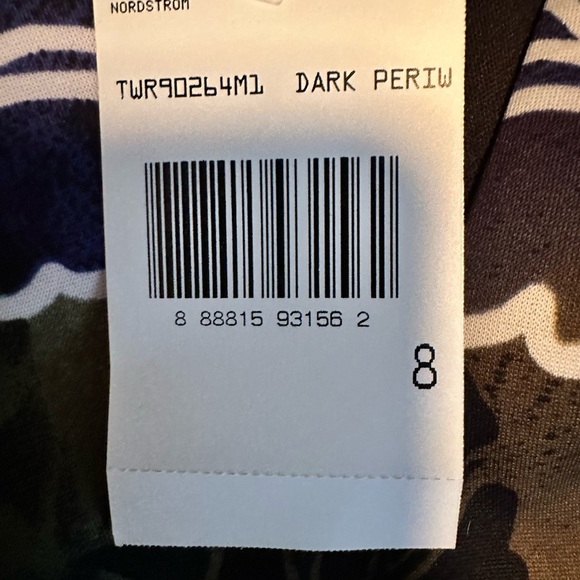 NORDSTROM
TWR90264M1 DARK PERIW
8 88815 93156 2
8